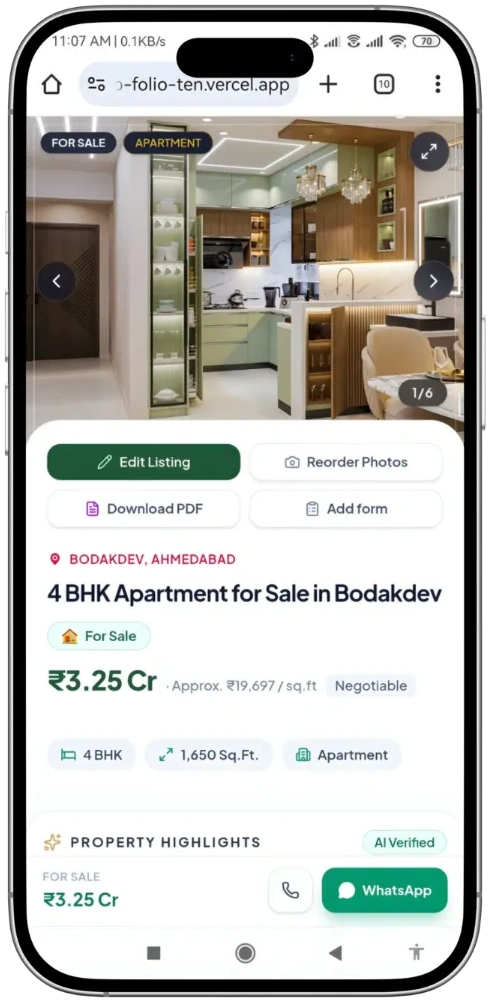 11:07 AM | 0.1KB/s
70
-folio-ten.vercel.app
10
FOR SALE
APARTMENT
1/6
Edit Listing
Reorder Photos
Download PDF
Add form
BODAKDEV, AHMEDABAD
4 BHK Apartment for Sale in Bodakdev
For Sale
₹3.25 Cr · Approx. ₹19,697 / sq.ft Negotiable
4 BHK
1,650 Sq.Ft.
Apartment
PROPERTY HIGHLIGHTS
AI Verified
FOR SALE
₹3.25 Cr
WhatsApp